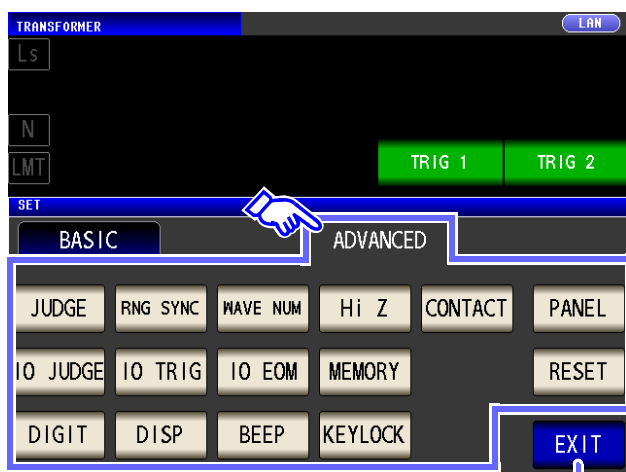 TRANSFORMER LAN
Ls
N
LMT TRIG 1 TRIG 2
SET
BASIC ADVANCED
JUDGE RNG SYNC WAVE NUM Hi Z CONTACT PANEL
IO JUDGE IO TRIG IO EOM MEMORY RESET
DIGIT DISP BEEP KEYLOCK EXIT